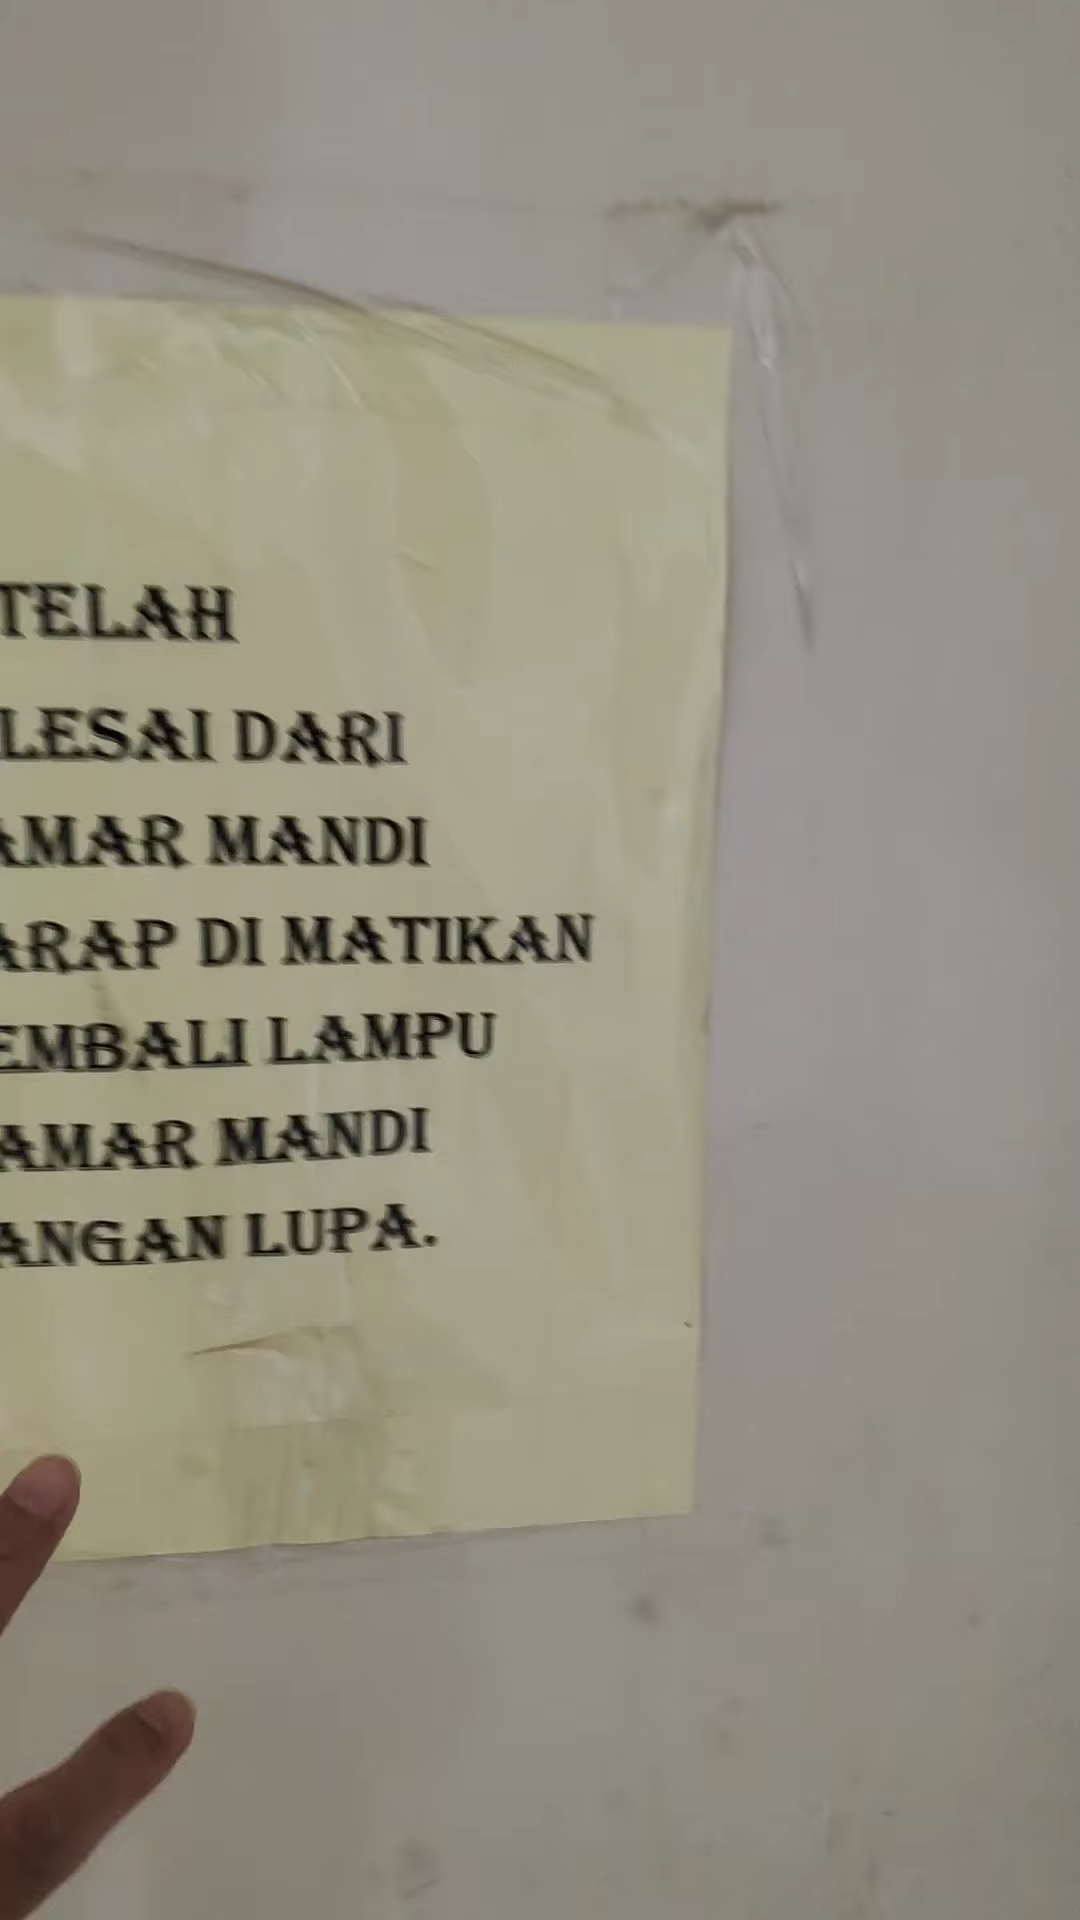 TELAH
LESAI DARI
AMAR MANDI
ARAP DI MATIKAN
EMBALI LAMPU
AMAR MANDI
ANGAN LUPA.